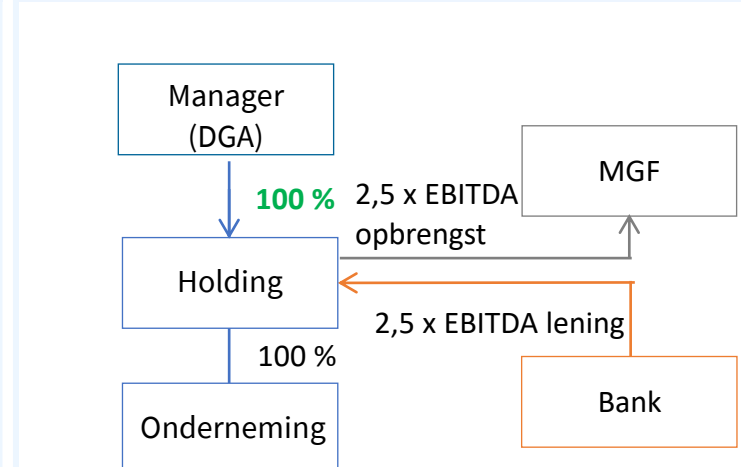 Manager
(DGA)
100 %
2,5 x EBITDA
opbrengst
MGF
Holding
2,5 x EBITDA lening
100 %
Onderneming
Bank